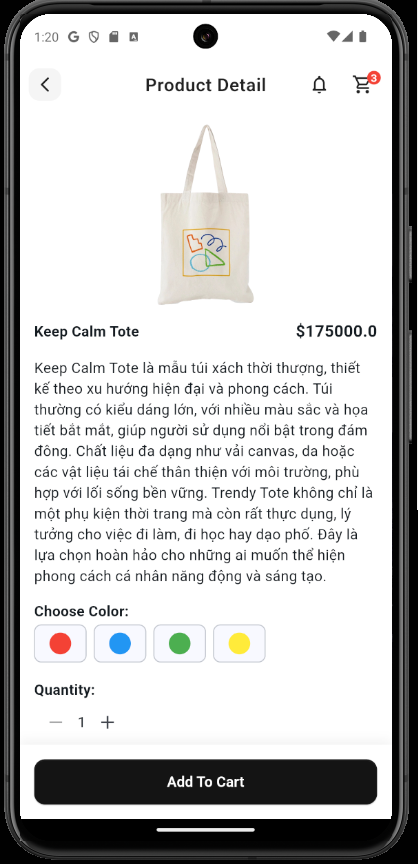 1:20
Product Detail
3
Keep Calm Tote
$175000.0
Keep Calm Tote là mẫu túi xách thời thượng, thiết
kế theo xu hướng hiện đại và phong cách. Túi
thường có kiểu dáng lớn, với nhiều màu sắc và họa
tiết bắt mắt, giúp người sử dụng nổi bật trong đám
đông. Chất liệu đa dạng như vải canvas, da hoặc
các vật liệu tái chế thân thiện với môi trường, phù
hợp với lối sống bền vững. Trendy Tote không chỉ là
một phụ kiện thời trang mà còn rất thực dụng, lý
tưởng cho việc đi làm, đi học hay dạo phố. Đây là
lựa chọn hoàn hảo cho những ai muốn thể hiện
phong cách cá nhân năng động và sáng tạo.
Choose Color:
Quantity:
1
Add To Cart